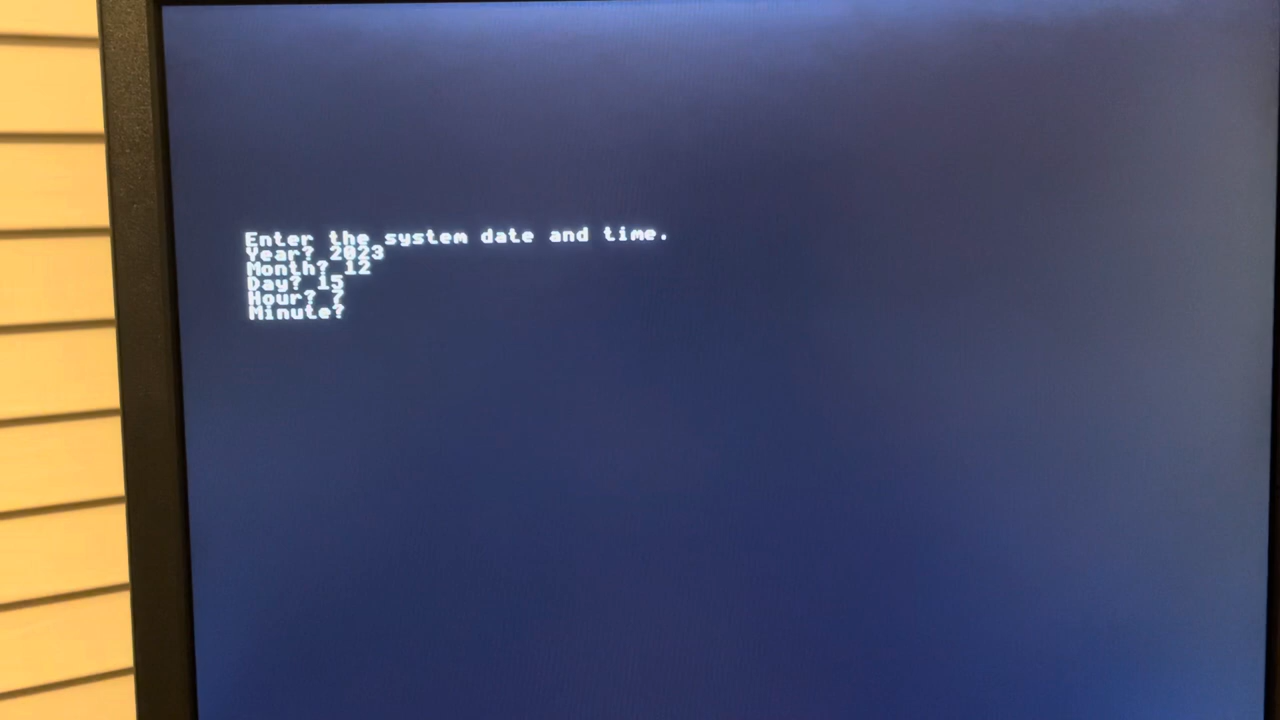 Enter the system date and time.
Year? 2023
Month? 12
Day? 15
Hour? 7
Minute?